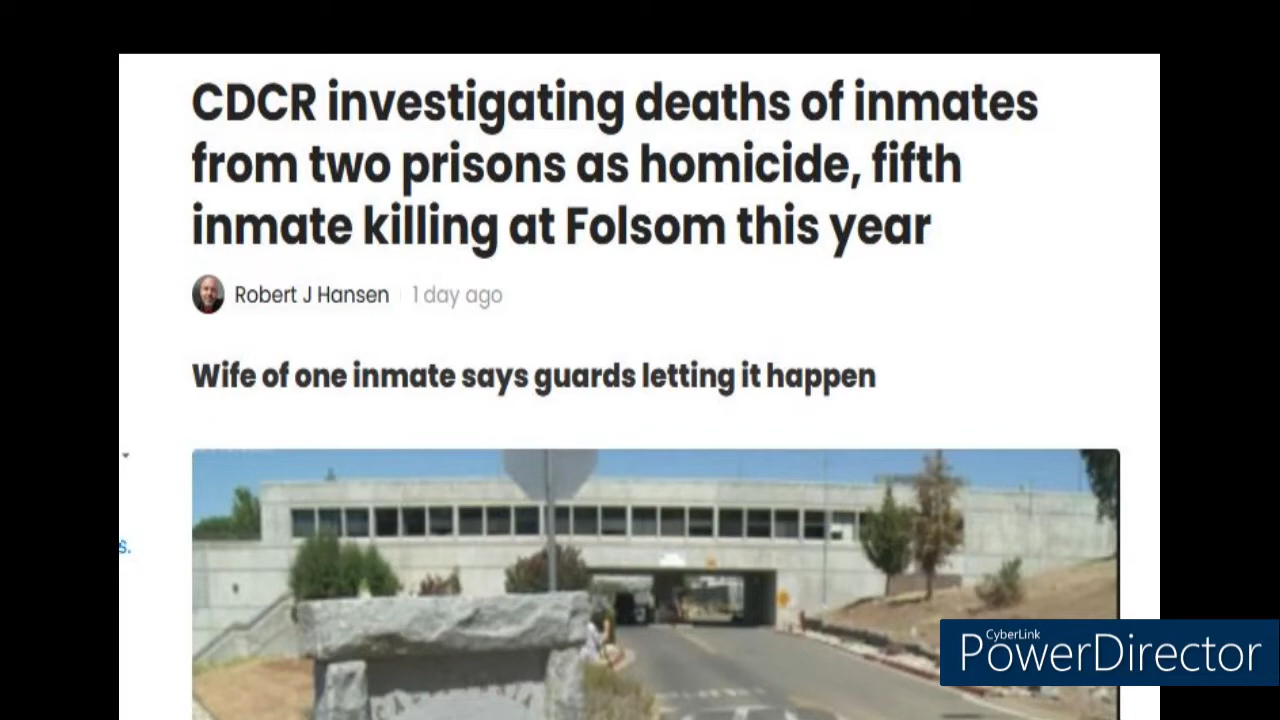 CDCR investigating deaths of inmates
from two prisons as homicide, fifth
inmate killing at Folsom this year
Robert J Hansen
1 day ago
Wife of one inmate says guards letting it happen
s.
CyberLink
PowerDirector